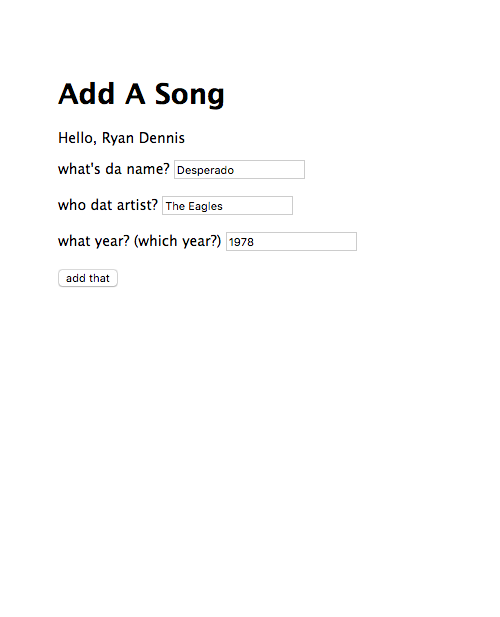 Add A Song
Hello, Ryan Dennis
what's da name? Desperado
who dat artist? The Eagles
what year? (which year?) 1978
add that